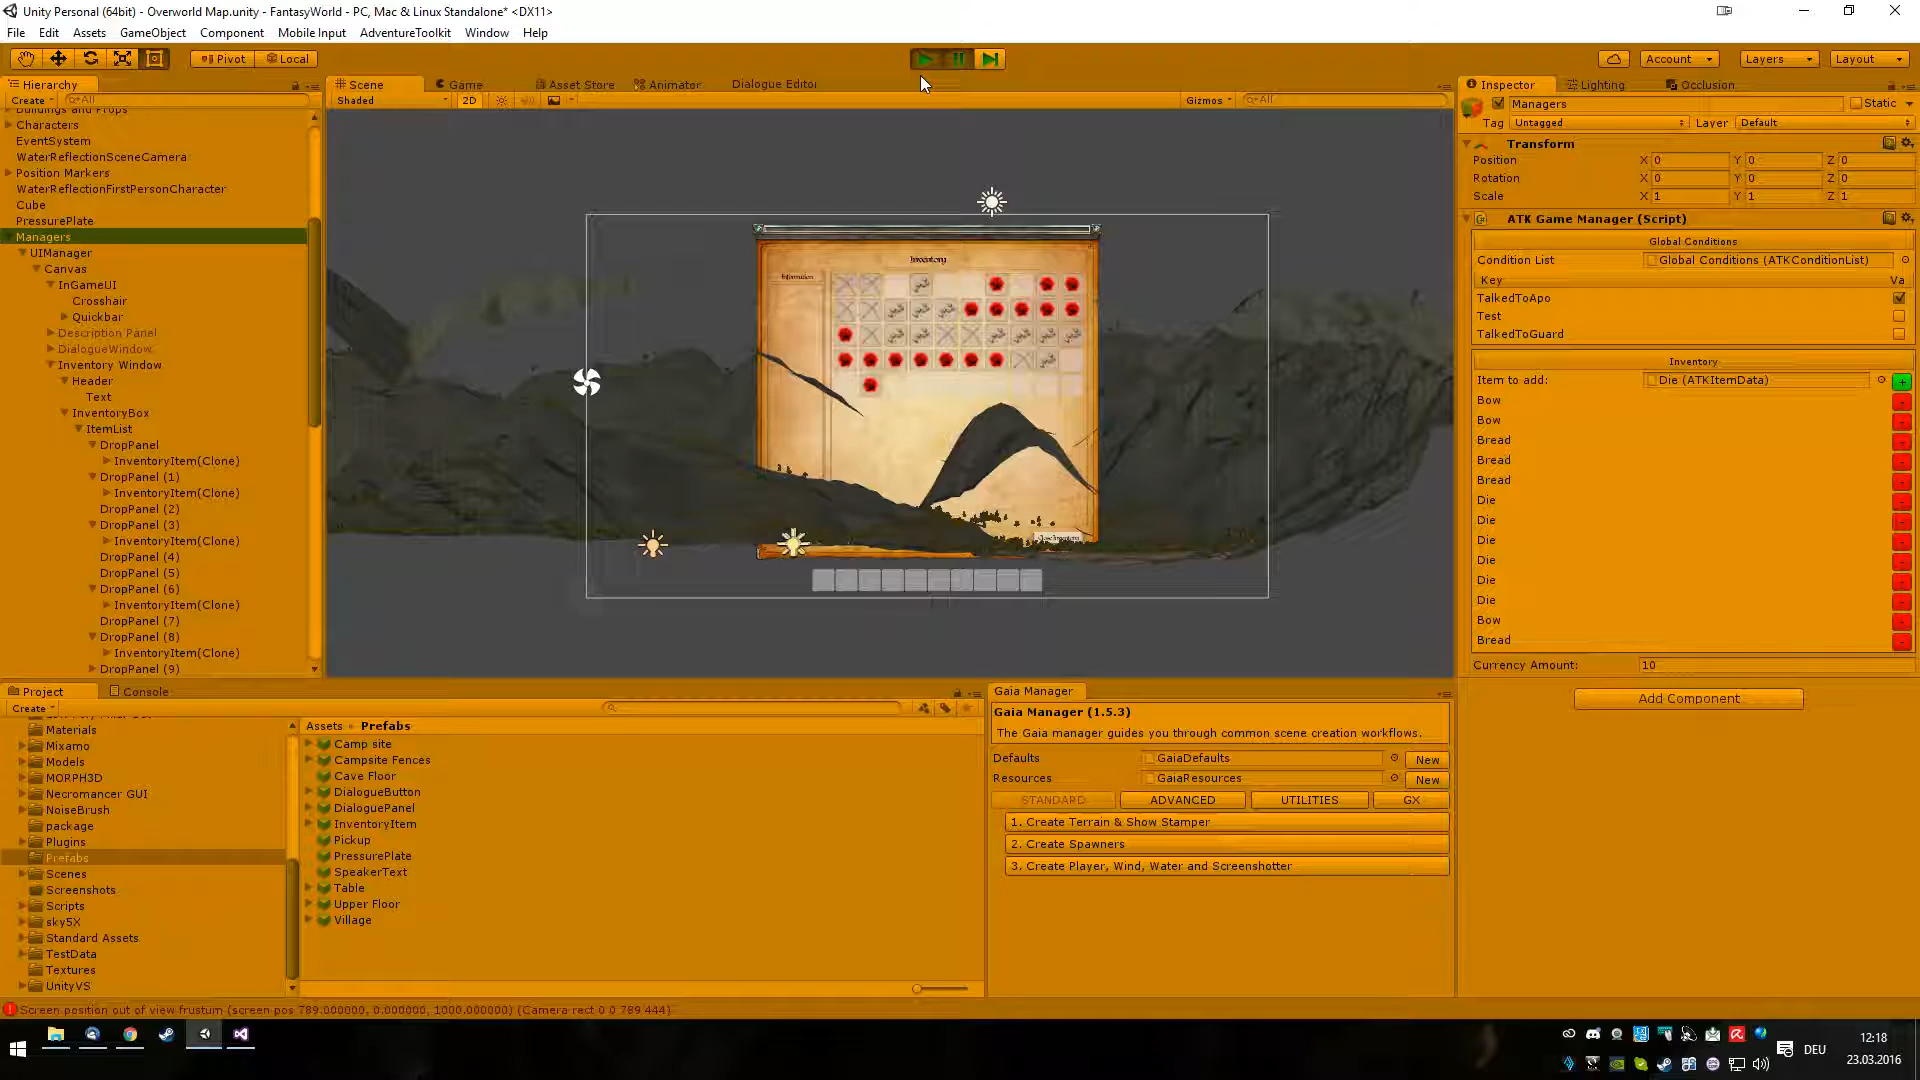 Unity Personal (64bit) - Overworld Map.unity - FantasyWorld - PC, Mac & Linux Standalone* <DX11>
File Edit Assets GameObject Component Mobile Input AdventureToolkit Window Help
Pivot Local Account Layers Layout
Hierarchy
Create All
Buildings and Props
Characters
EventSystem
WaterReflectionSceneCamera
Position Markers
WaterReflectionFirstPersonCharacter
Cube
PressurePlate
Managers
UIManager
Canvas
InGameUI
Crosshair
Quickbar
Description Panel
DialogueWindow
Inventory Window
Header
Text
InventoryBox
ItemList
DropPanel
InventoryItem(Clone)
DropPanel (1)
InventoryItem(Clone)
DropPanel (2)
DropPanel (3)
InventoryItem(Clone)
DropPanel (4)
DropPanel (5)
DropPanel (6)
InventoryItem(Clone)
DropPanel (7)
DropPanel (8)
InventoryItem(Clone)
DropPanel (9)
Scene Game Asset Store Animator Dialogue Editor
Shaded 2D Gizmos All
Inventory
Information
Close Inventory
Inspector Lighting Occlusion
Managers Static
Tag Untagged Layer Default
Transform
Position X 0 Y 0 Z 0
Rotation X 0 Y 0 Z 0
Scale X 1 Y 1 Z 1
ATK Game Manager (Script)
Global Conditions
Condition List Global Conditions (ATKConditionList)
Key Va
TalkedToApo
Test
TalkedToGuard
Inventory
Item to add: Die (ATKItemData) +
Bow -
Bow -
Bread -
Bread -
Bread -
Die -
Die -
Die -
Die -
Die -
Die -
Bow -
Bread -
Currency Amount: 10
Add Component
Project Console
Create
Materials
Mixamo
Models
MORPH3D
Necromancer GUI
NoiseBrush
package
Plugins
Prefabs
Scenes
Screenshots
Scripts
sky5X
Standard Assets
TestData
Textures
UnityVS
Assets Prefabs
Camp site
Campsite Fences
Cave Floor
DialogueButton
DialoguePanel
InventoryItem
Pickup
PressurePlate
SpeakerText
Table
Upper Floor
Village
Gaia Manager
Gaia Manager (1.5.3)
The Gaia manager guides you through common scene creation workflows.
Defaults GaiaDefaults New
Resources GaiaResources New
STANDARD ADVANCED UTILITIES GX
1. Create Terrain & Show Stamper
2. Create Spawners
3. Create Player, Wind, Water and Screenshotter
Screen position out of view frustum (screen pos 789.000000, 0.000000, 1000.000000) (Camera rect 0 0 789 444)
DEU
12:18
23.03.2016